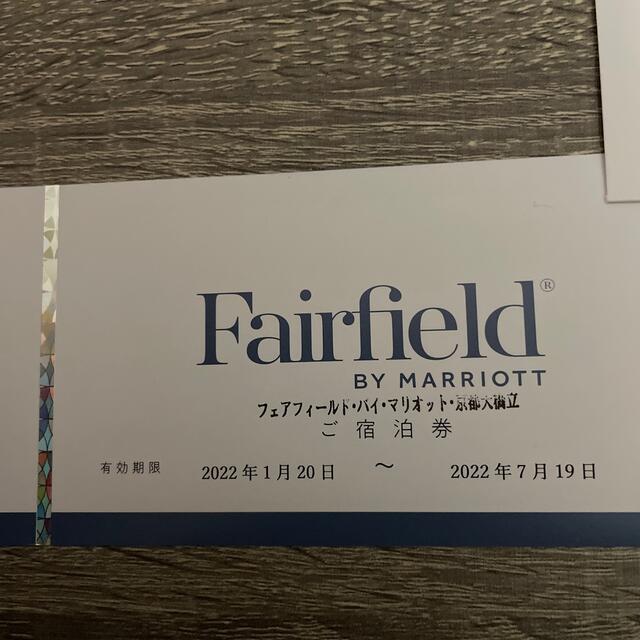 Fairfield®
BY MARRIOTT
フェアフィールド・バイ・マリオット・京都天橋立
ご宿泊券
有効期限 2022年1月20日 ～ 2022年7月19日